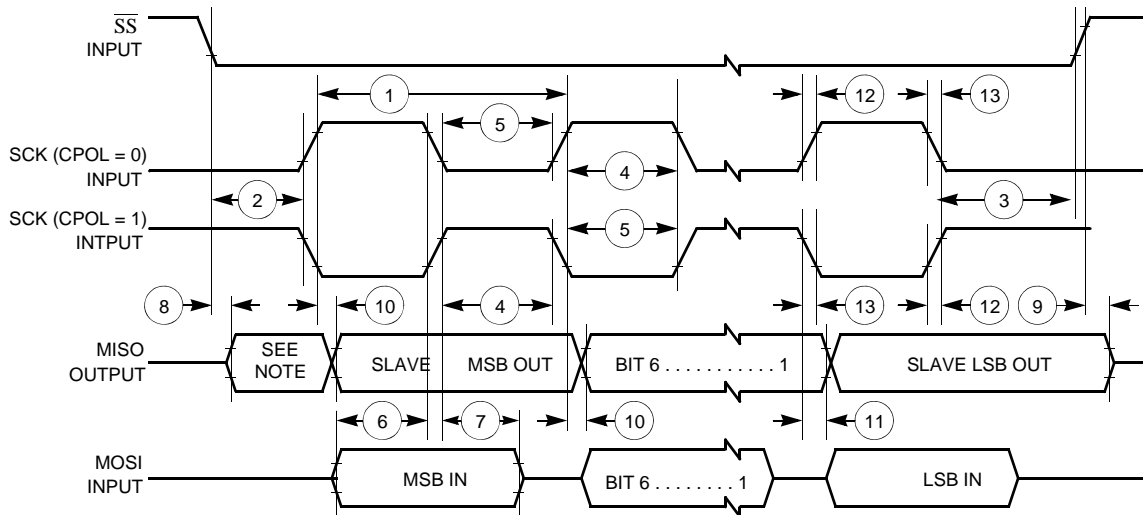 SS
INPUT
1
12
13
5
SCK (CPOL = 0)
INPUT
4
2
3
SCK (CPOL = 1)
INTPUT
5
8
10
4
13
12
9
MISO
OUTPUT
SEE
NOTE
SLAVE
MSB OUT
BIT 6 . . . . . . . . . . . 1
SLAVE LSB OUT
6
7
10
11
MOSI
INPUT
MSB IN
BIT 6 . . . . . . . . 1
LSB IN